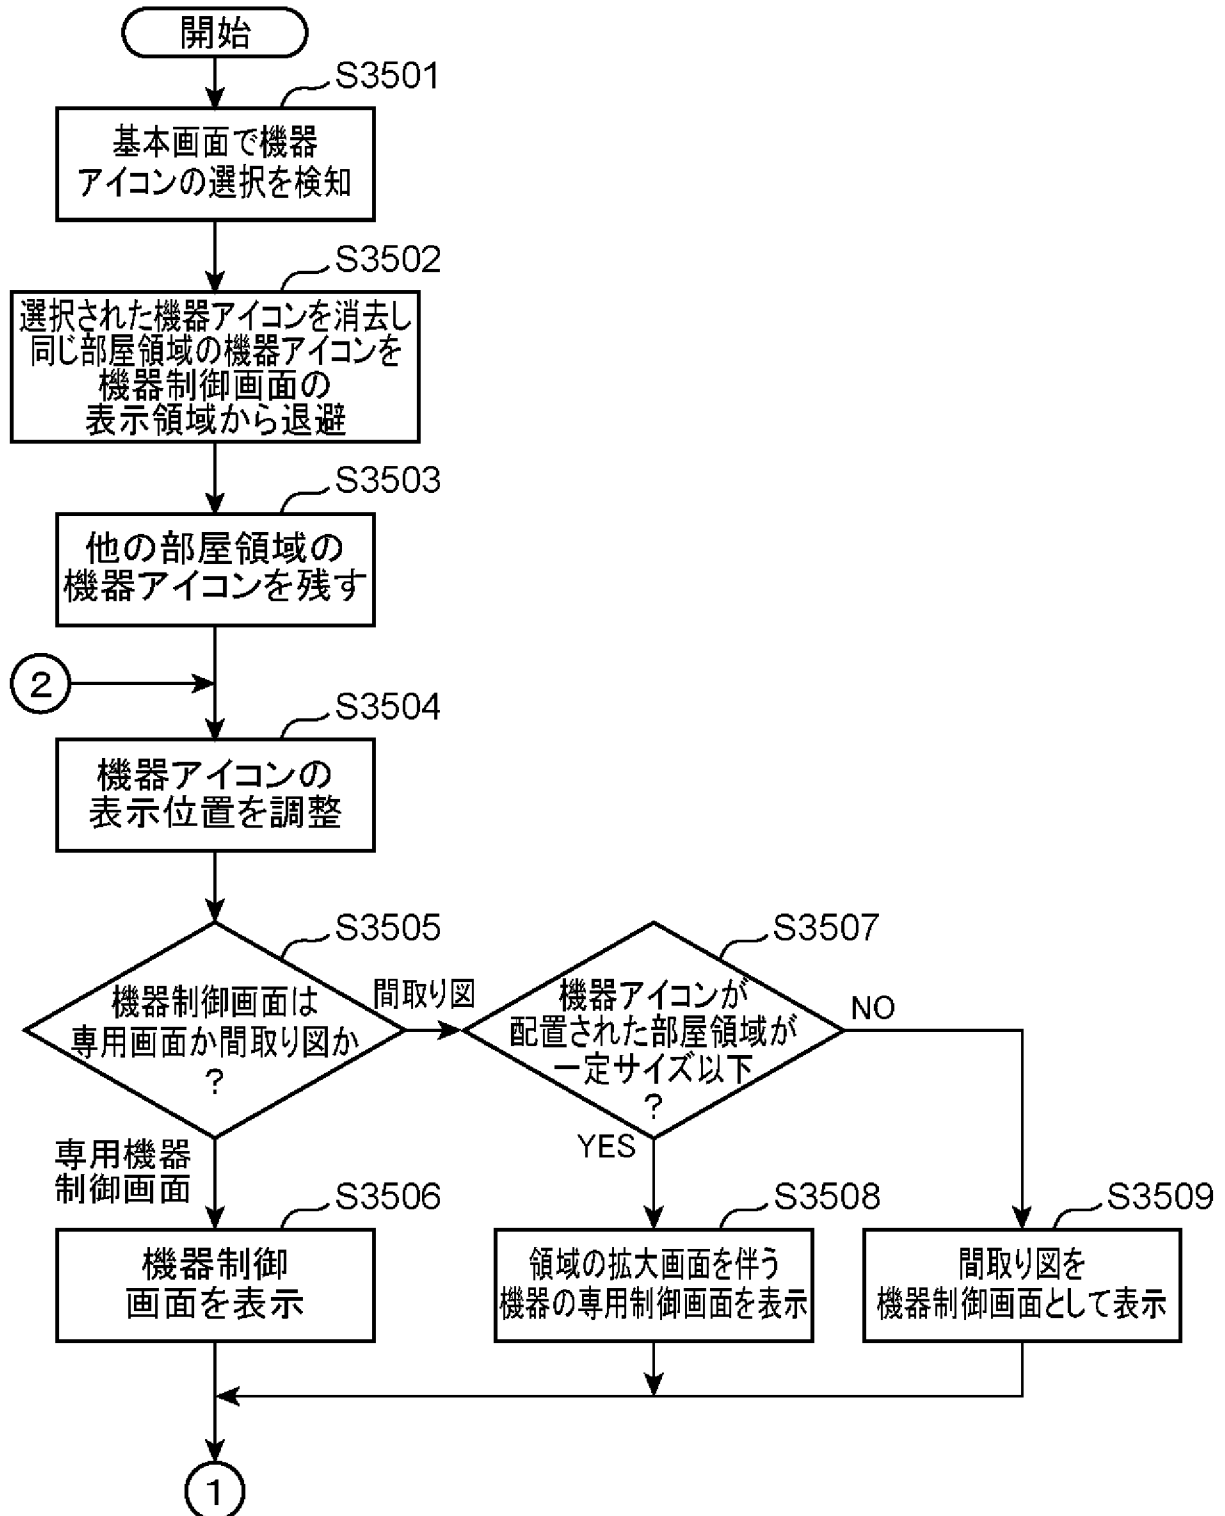 開始
S3501
基本画面で機器
アイコンの選択を検知
S3502
選択された機器アイコンを消去し
同じ部屋領域の機器アイコンを
機器制御画面の
表示領域から退避
S3503
他の部屋領域の
機器アイコンを残す
2
S3504
機器アイコンの
表示位置を調整
S3505
機器制御画面は
専用画面か間取り図か
?
間取り図
専用機器
制御画面
S3507
機器アイコンが
配置された部屋領域が
一定サイズ以下
?
NO
YES
S3506
機器制御
画面を表示
S3508
領域の拡大画面を伴う
機器の専用制御画面を表示
S3509
間取り図を
機器制御画面として表示
1